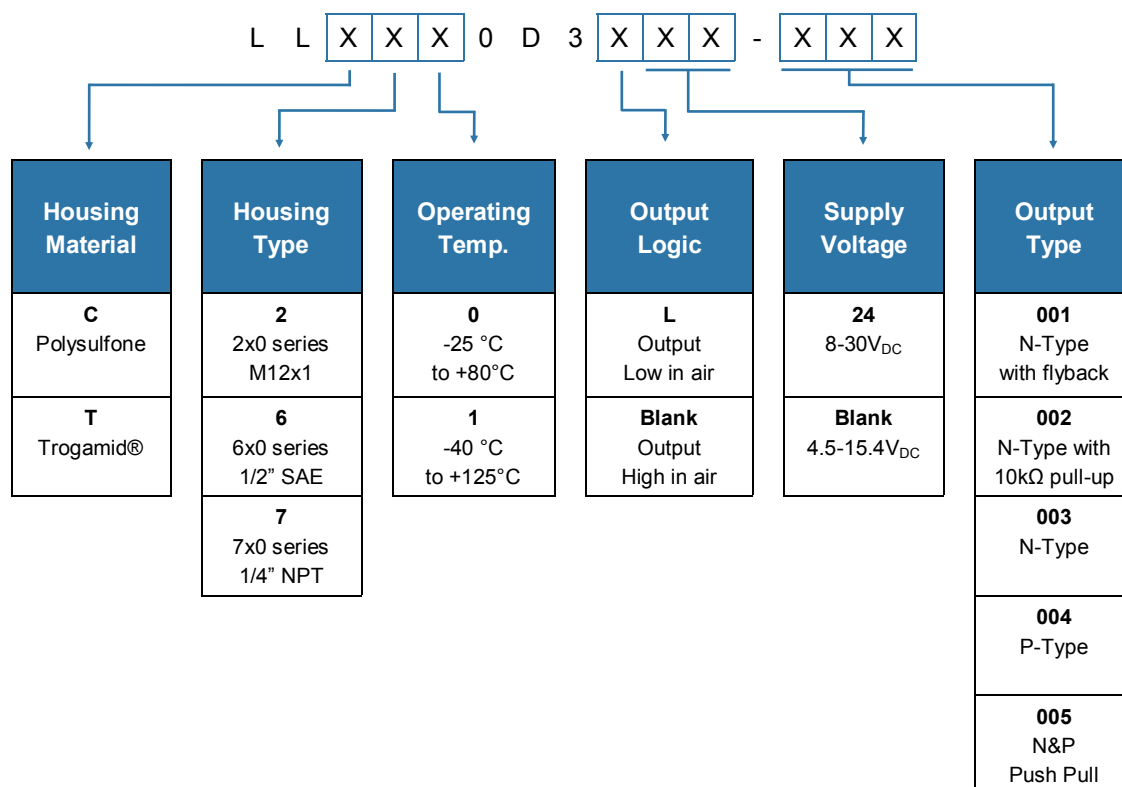 L L X X X 0 D 3 X X X - X X X
Housing
Material
C
Polysulfone
T
Trogamid®
Housing
Type
2
2x0 series
M12x1
6
6x0 series
1/2” SAE
7
7x0 series
1/4” NPT
Operating
Temp.
0
-25 °C
to +80°C
1
-40 °C
to +125°C
Output
Logic
L
Output
Low in air
Blank
Output
High in air
Supply
Voltage
24
8-30VDC
Blank
4.5-15.4VDC
Output
Type
001
N-Type
with flyback
002
N-Type with
10kΩ pull-up
003
N-Type
004
P-Type
005
N&P
Push Pull